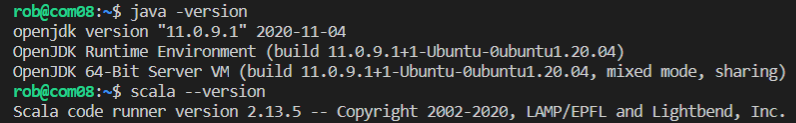 rob@com08:~$ java -version
openjdk version "11.0.9.1" 2020-11-04
OpenJDK Runtime Environment (build 11.0.9.1+1-Ubuntu-0ubuntu1.20.04)
OpenJDK 64-Bit Server VM (build 11.0.9.1+1-Ubuntu-0ubuntu1.20.04, mixed mode, sharing)
rob@com08:~$ scala --version
Scala code runner version 2.13.5 -- Copyright 2002-2020, LAMP/EPFL and Lightbend, Inc.